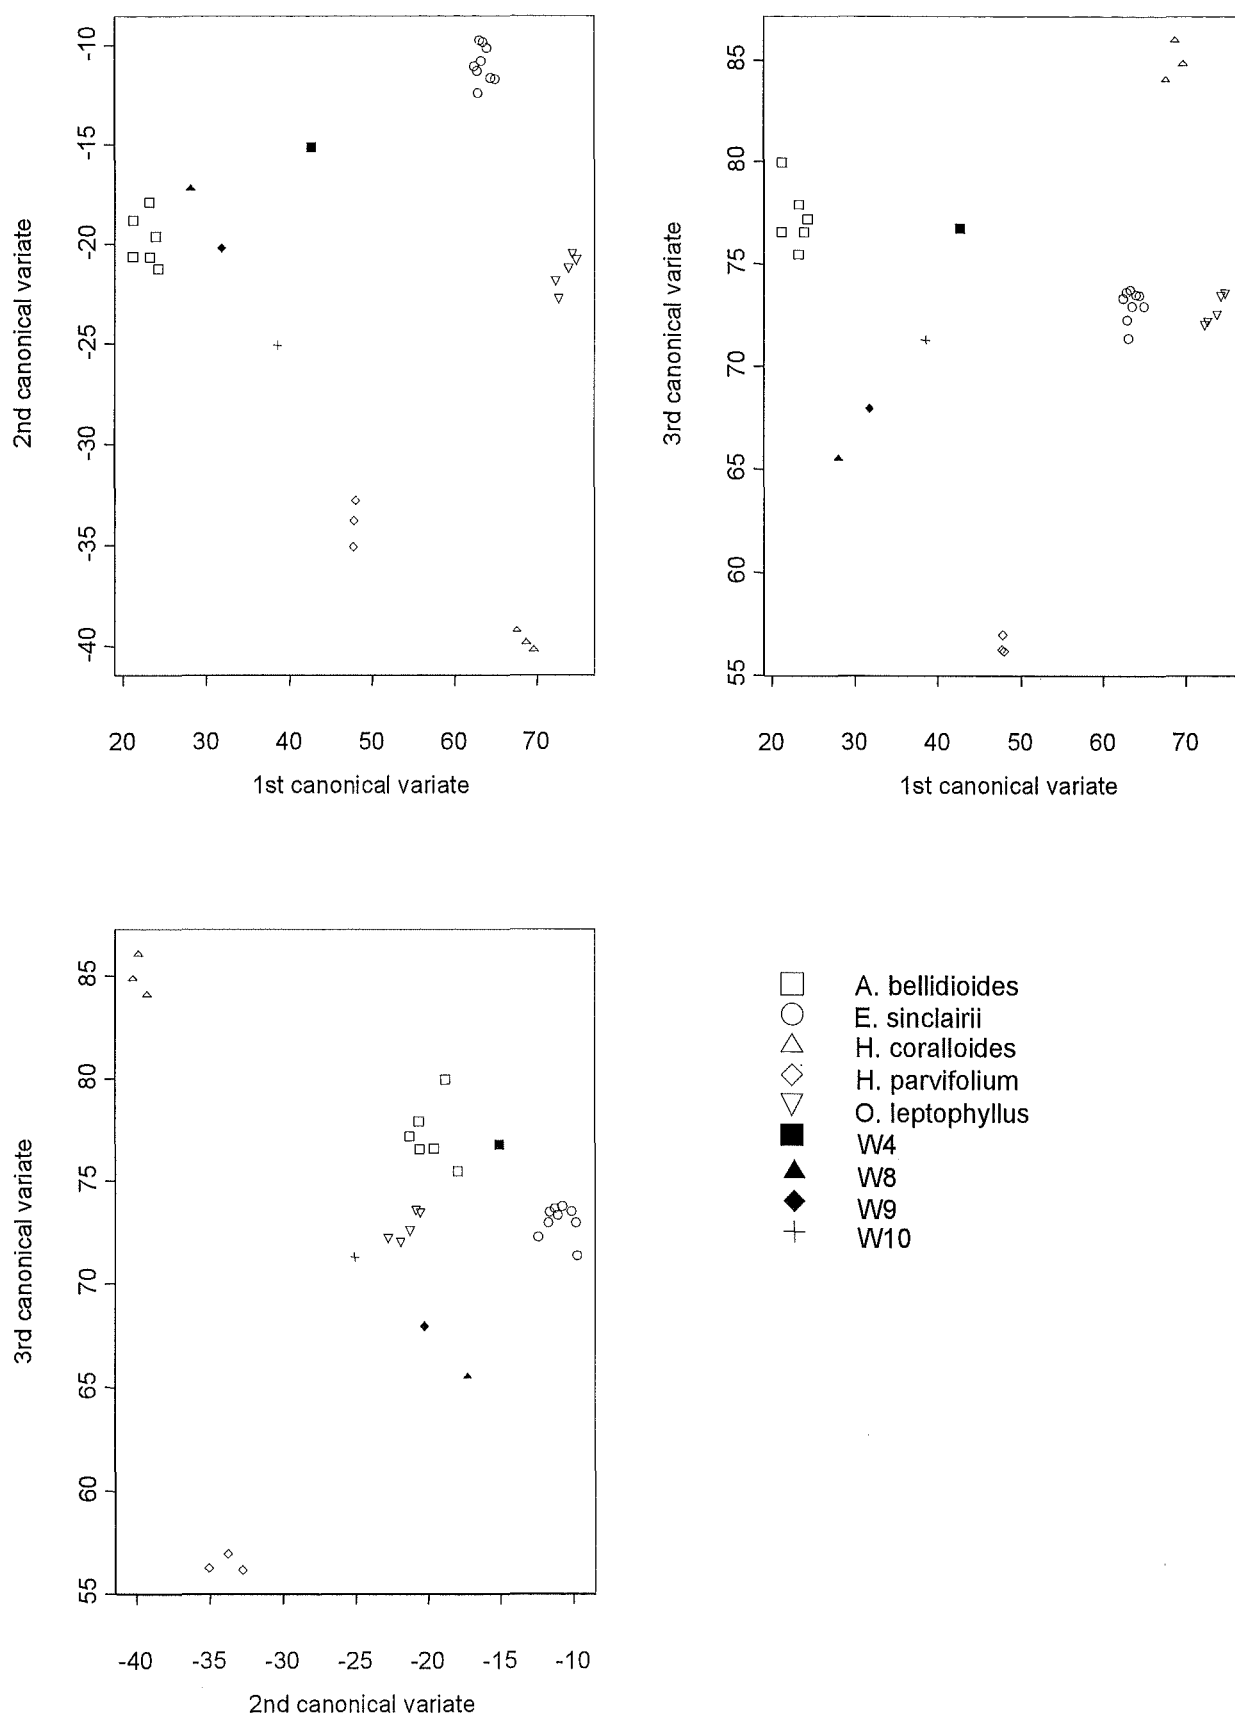 -10
-15
-20
-25
-30
-35
-40
2nd canonical variate
20 30 40 50 60 70
1st canonical variate
85
80
75
70
65
60
55
3rd canonical variate
20 30 40 50 60 70
1st canonical variate
85
80
75
70
65
60
55
3rd canonical variate
-40 -35 -30 -25 -20 -15 -10
2nd canonical variate
A. bellidioides
E. sinclairii
H. coralloides
H. parvifolium
O. leptophyllus
W4
W8
W9
W10